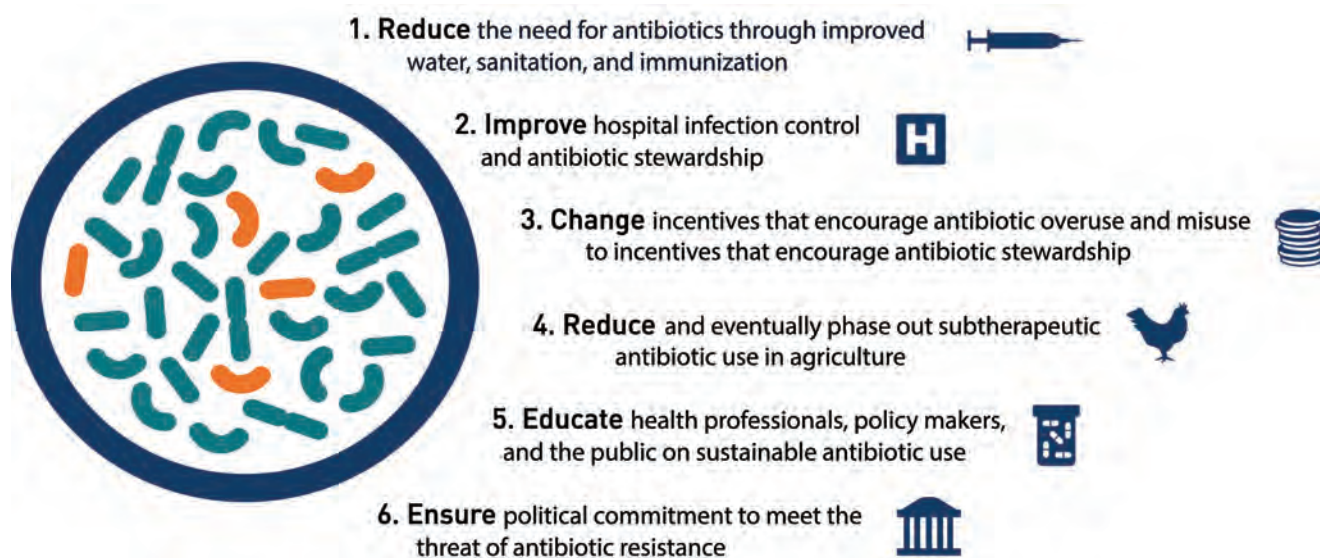 1. Reduce the need for antibiotics through improved
water, sanitation, and immunization
2. Improve hospital infection control
and antibiotic stewardship
H
3. Change incentives that encourage antibiotic overuse and misuse
to incentives that encourage antibiotic stewardship
4. Reduce and eventually phase out subtherapeutic
antibiotic use in agriculture
5. Educate health professionals, policy makers,
and the public on sustainable antibiotic use
6. Ensure political commitment to meet the
threat of antibiotic resistance